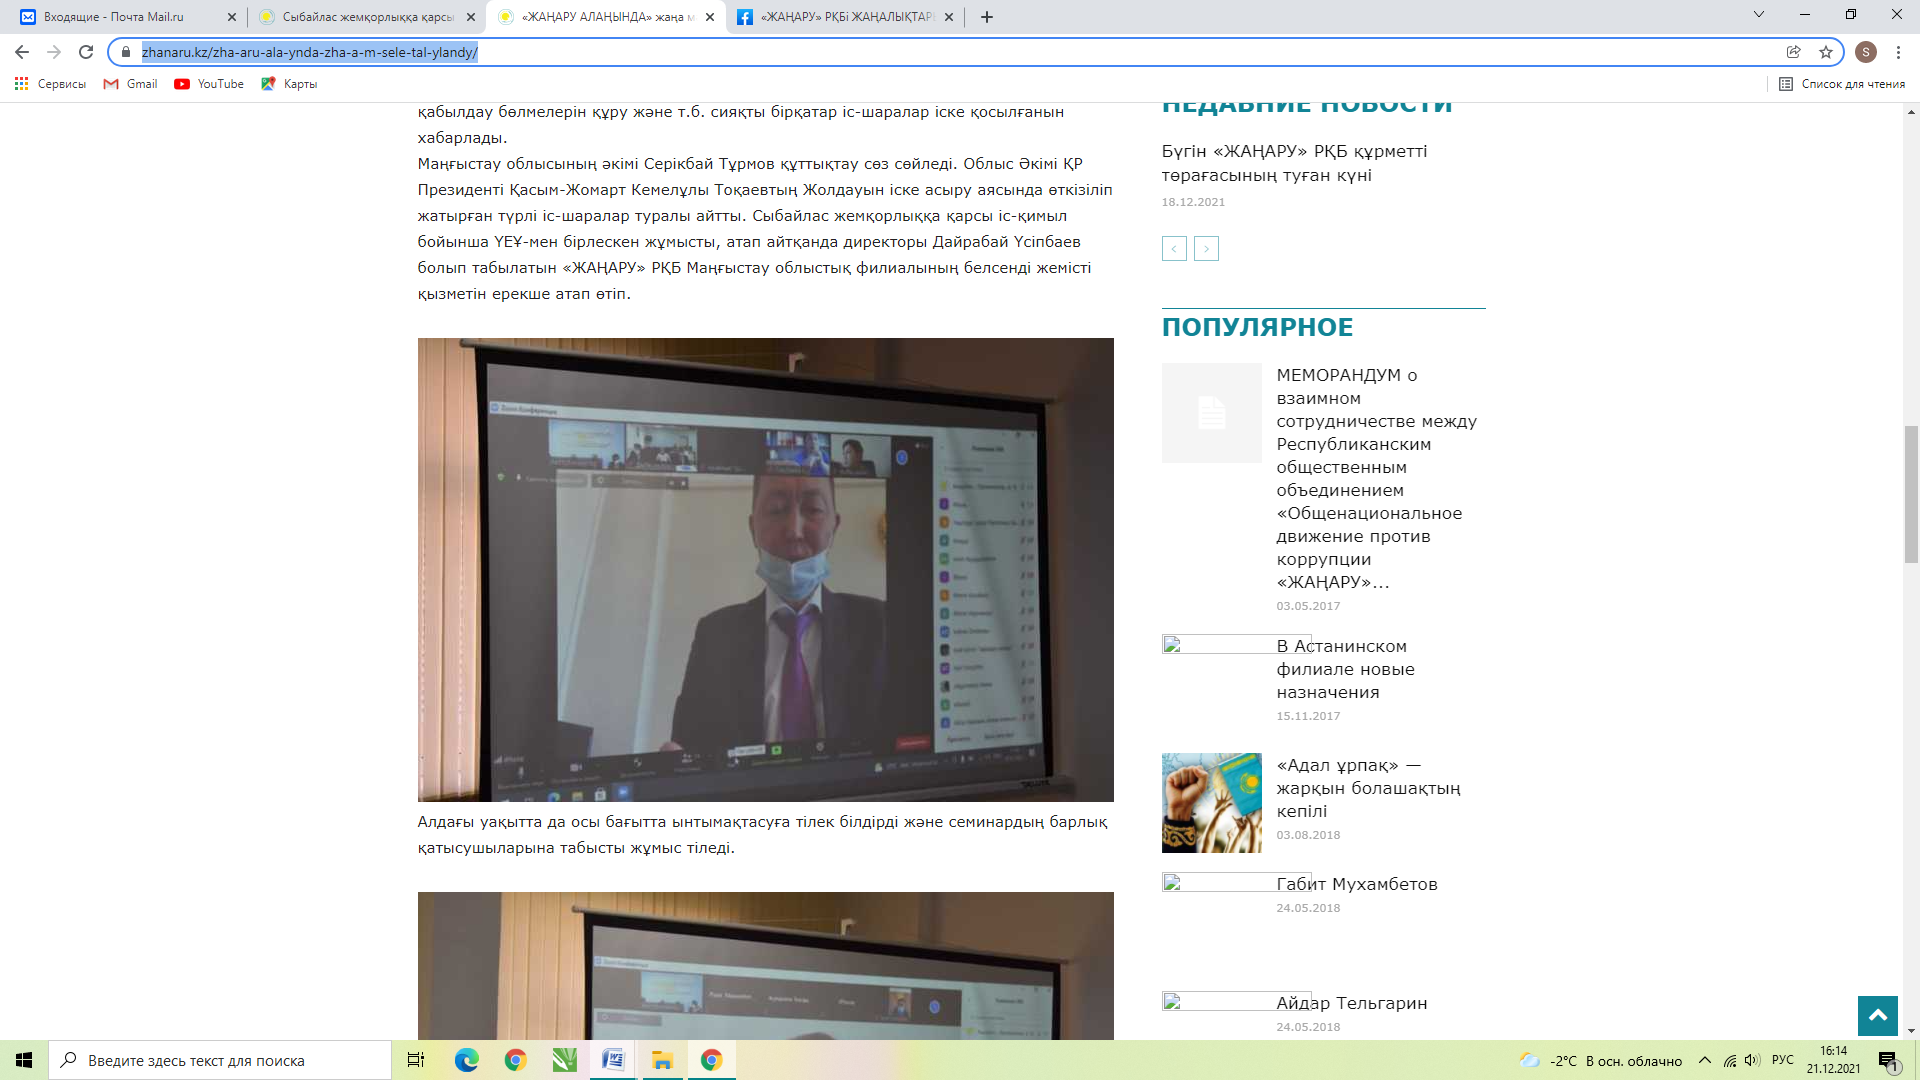 Входящие - Почта Mail.ru
Сыбайлас жемқорлыққа қарсы
«ЖАҢАРУ АЛАҢЫНДА» жаңа м
«ЖАҢАРУ» РҚБі ЖАҢАЛЫҚТАРЫ
zhanaru.kz/zha-aru-ala-ynda-zha-a-m-sele-tal-ylandy/
S
Сервисы
Gmail
YouTube
Карты
Список для чтения
қабылдау бөлмелерін құру және т.б. сияқты бірқатар іс-шаралар іске қосылғанын
хабарлады.
Маңғыстау облысының әкімі Серікбай Тұрмов құттықтау сөз сөйледі. Облыс Әкімі ҚР
Президенті Қасым-Жомарт Кемелұлы Тоқаевтың Жолдауын іске асыру аясында өткізіліп
жатырған түрлі іс-шаралар туралы айтты. Сыбайлас жемқорлыққа қарсы іс-қимыл
бойынша ҮЕҰ-мен бірлескен жұмысты, атап айтқанда директоры Дайрабай Үсіпбаев
болып табылатын «ЖАҢАРУ» РҚБ Маңғыстау облыстық филиалының белсенді жемісті
қызметін ерекше атап өтіп.
Алдағы уақытта да осы бағытта ынтымақтасуға тілек білдірді және семинардың барлық
қатысушыларына табысты жұмыс тіледі.
НЕДАВНИЕ НОВОСТИ
Бүгін «ЖАҢАРУ» РҚБ құрметті
төрағасының туған күні
18.12.2021
ПОПУЛЯРНОЕ
МЕМОРАНДУМ о
взаимном
сотрудничестве между
Республиканским
общественным
объединением
«Общенациональное
движение против
коррупции
«ЖАҢАРУ»...
03.05.2017
В Астанинском
филиале новые
назначения
15.11.2017
«Адал ұрпақ» —
жарқын болашақтың
кепілі
03.08.2018
Габит Мухамбетов
24.05.2018
Айдар Тельгарин
24.05.2018
Введите здесь текст для поиска
-2°C В осн. облачно
РУС
16:14
21.12.2021
1